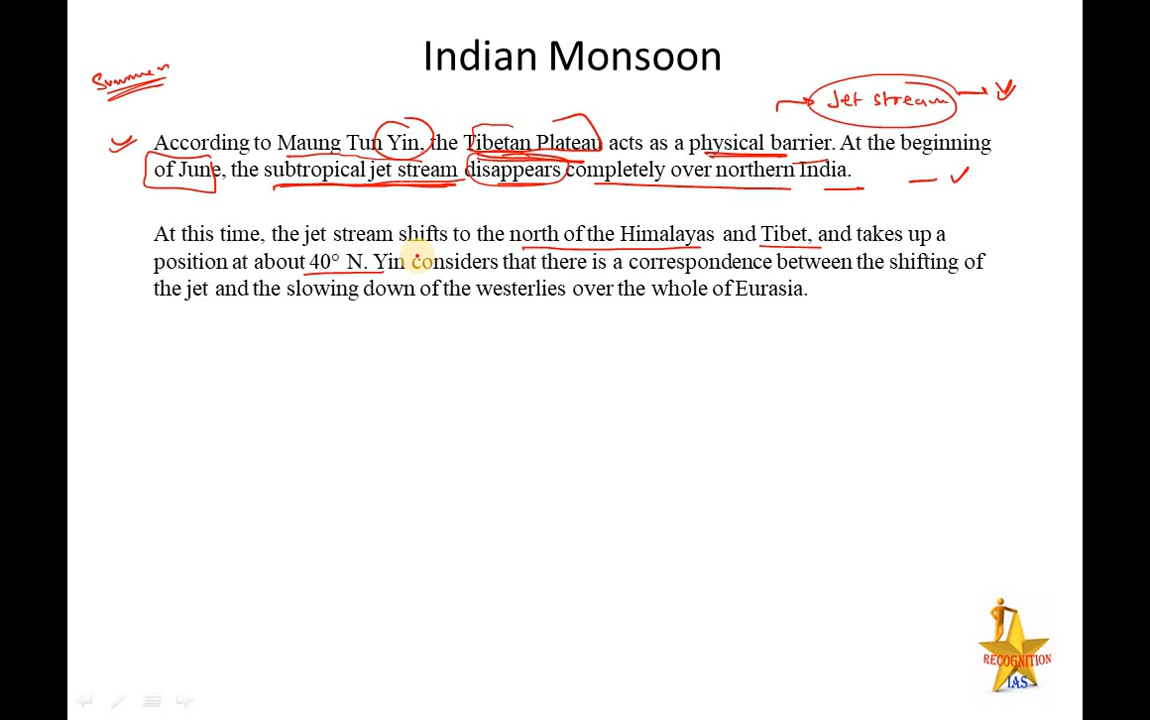 Indian Monsoon
Summer
Jet stream
According to Maung Tun Yin, the Tibetan Plateau acts as a physical barrier. At the beginning
of June, the subtropical jet stream disappears completely over northern India.
At this time, the jet stream shifts to the north of the Himalayas and Tibet, and takes up a
position at about 40° N. Yin considers that there is a correspondence between the shifting of
the jet and the slowing down of the westerlies over the whole of Eurasia.
RECOGNITION
IAS